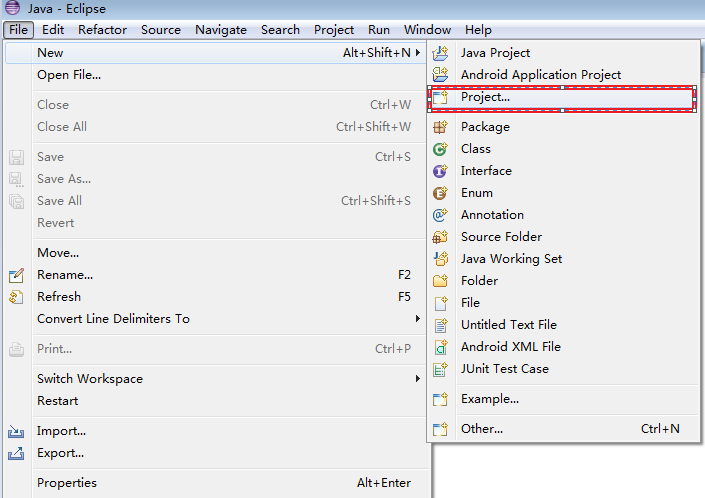 Java - Eclipse
File Edit Refactor Source Navigate Search Project Run Window Help
New Alt+Shift+N
Open File...
Close Ctrl+W
Close All Ctrl+Shift+W
Save Ctrl+S
Save As...
Save All Ctrl+Shift+S
Revert
Move...
Rename... F2
Refresh F5
Convert Line Delimiters To
Print... Ctrl+P
Switch Workspace
Restart
Import...
Export...
Properties Alt+Enter
Java Project
Android Application Project
Project...
Package
Class
Interface
Enum
Annotation
Source Folder
Java Working Set
Folder
File
Untitled Text File
Android XML File
JUnit Test Case
Example...
Other... Ctrl+N